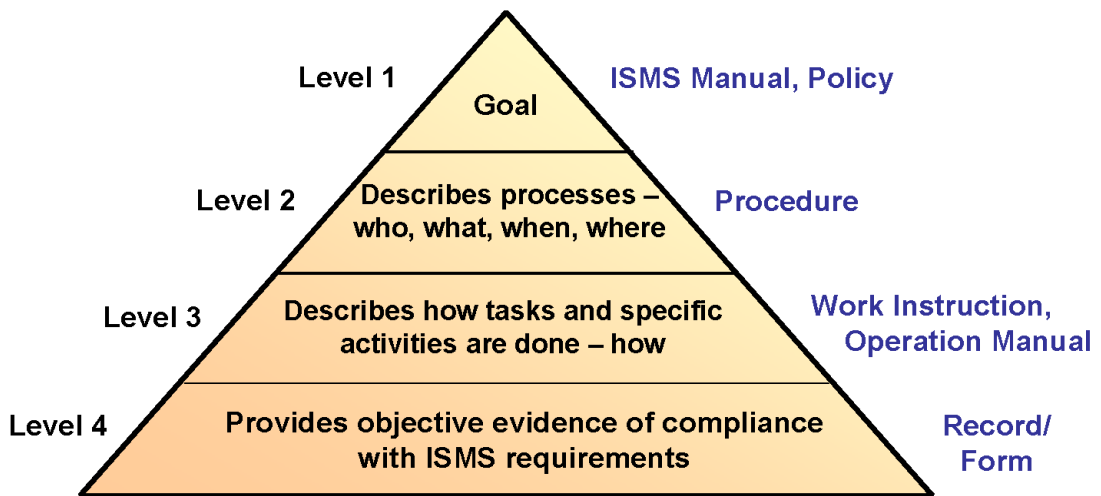 Level 1
Goal
ISMS Manual, Policy
Level 2
Describes processes –
who, what, when, where
Procedure
Level 3
Describes how tasks and specific
activities are done – how
Work Instruction,
Operation Manual
Level 4
Provides objective evidence of compliance
with ISMS requirements
Record/
Form